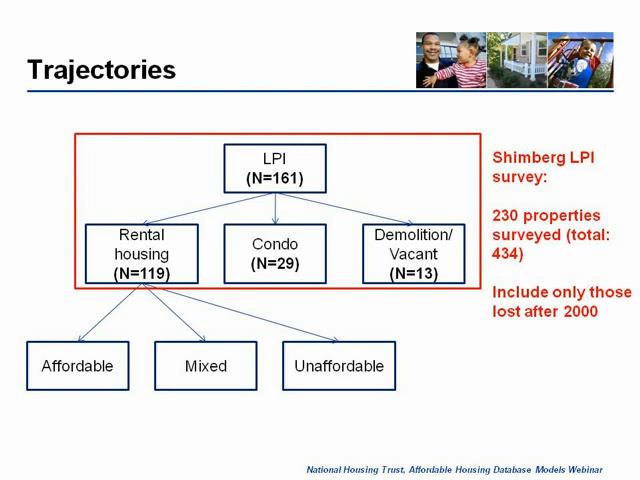 Trajectories
LPI
(N=161)
Rental
housing
(N=119)
Condo
(N=29)
Demolition/
Vacant
(N=13)
Affordable
Mixed
Unaffordable
Shimberg LPI
survey:
230 properties
surveyed (total:
434)
Include only those
lost after 2000
National Housing Trust, Affordable Housing Database Models Webinar